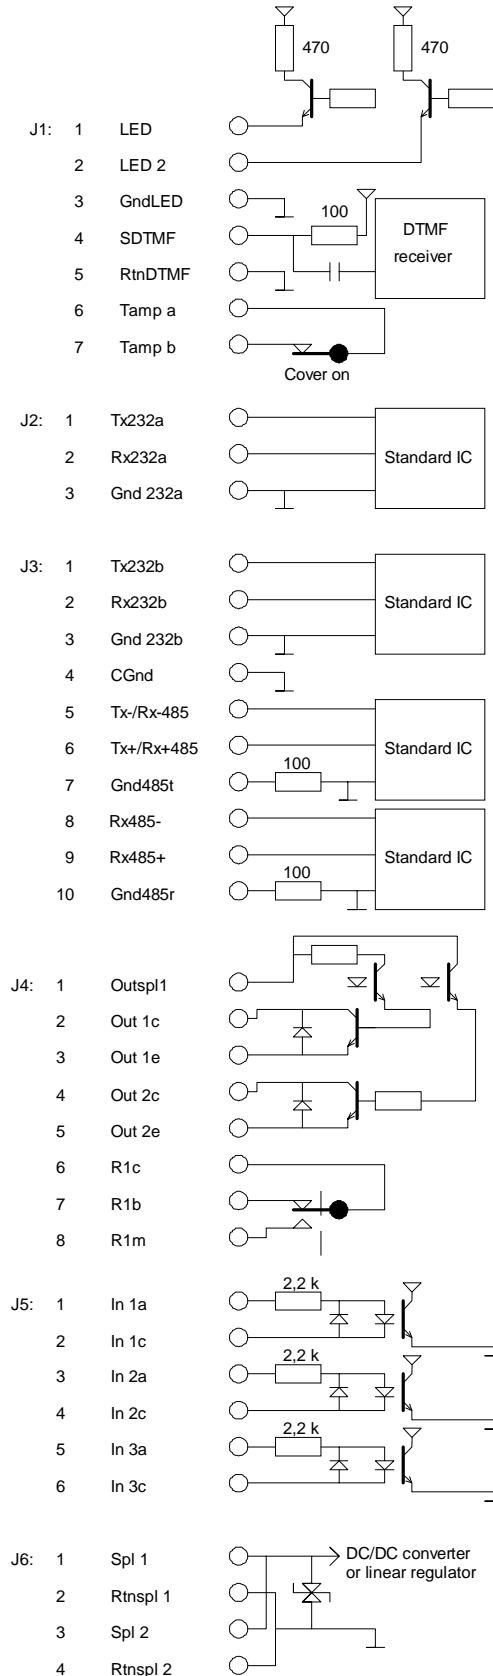 470 470
J1: 1 LED
2 LED 2
3 GndLED
100
4 SDTMF DTMF
receiver
5 RtnDTMF
6 Tamp a
7 Tamp b
Cover on
J2: 1 Tx232a
2 Rx232a Standard IC
3 Gnd 232a
J3: 1 Tx232b
2 Rx232b Standard IC
3 Gnd 232b
4 CGnd
5 Tx-/Rx-485
6 Tx+/Rx+485 Standard IC
100
7 Gnd485t
8 Rx485-
9 Rx485+ Standard IC
100
10 Gnd485r
J4: 1 Outspl1
2 Out 1c
3 Out 1e
4 Out 2c
5 Out 2e
6 R1c
7 R1b
8 R1m
2,2 k
J5: 1 In 1a
2 In 1c
2,2 k
3 In 2a
4 In 2c
2,2 k
5 In 3a
6 In 3c
J6: 1 Spl 1 DC/DC converter
or linear regulator
2 Rtnspl 1
3 Spl 2
4 Rtnspl 2